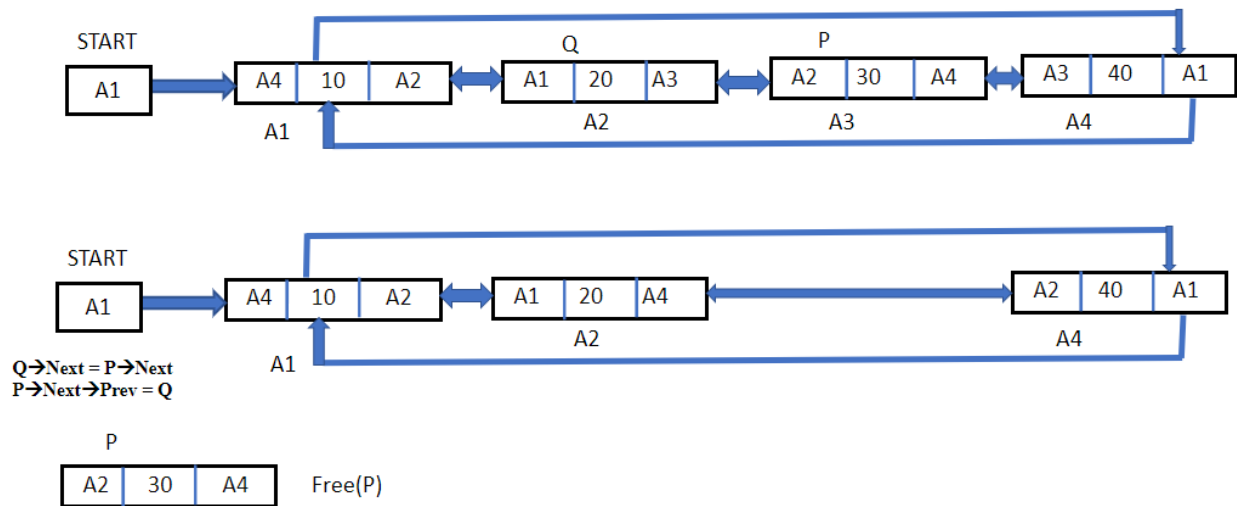 START
Q
P
A1
A4 10 A2
A1 20 A3
A2 30 A4
A3 40 A1
A1
A2
A3
A4
START
A1
A4 10 A2
A1 20 A4
A2 40 A1
A1
A2
A4
Q→Next = P→Next
P→Next→Prev = Q
P
A2 30 A4
Free(P)